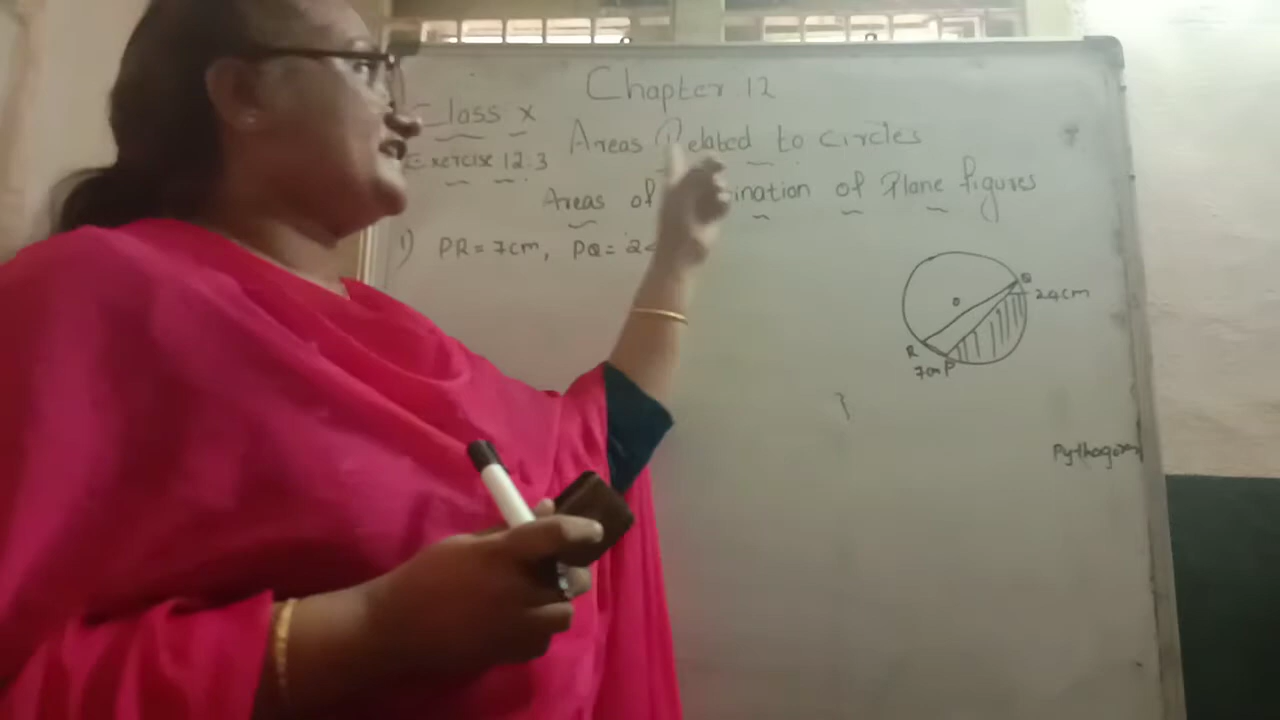 Chapter 12
Class x
Areas Related to circles
Exercise 12.3
Areas of ination of Plane figures
1) PR = 7cm, PQ = 2
Q
24cm
O
R
7cm P
Pythagoras